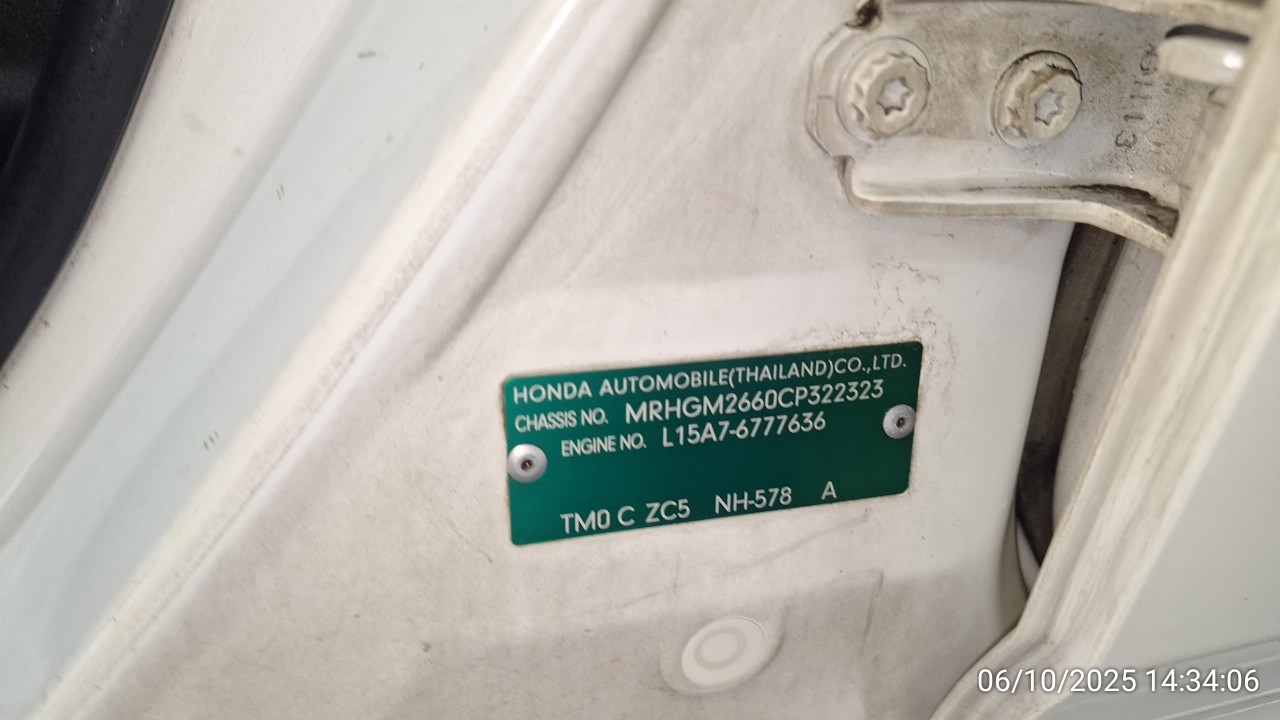 HONDA AUTOMOBILE(THAILAND)CO.,LTD.
CHASSIS NO. MRHGM2660CP322323
ENGINE NO. L15A7-6777636
TM0 C ZC5 NH-578 A
06/10/2025 14:34:06